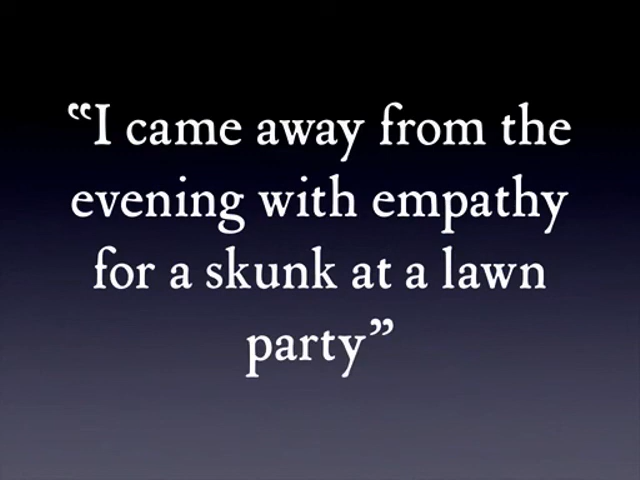 “I came away from the
evening with empathy
for a skunk at a lawn
party”